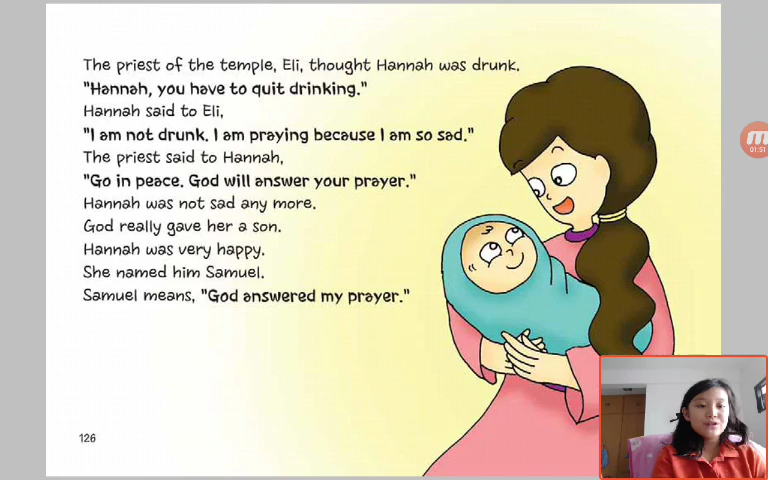 The priest of the temple, Eli, thought Hannah was drunk.
"Hannah, you have to quit drinking."
Hannah said to Eli,
"I am not drunk. I am praying because I am so sad."
The priest said to Hannah,
"Go in peace. God will answer your prayer."
Hannah was not sad any more.
God really gave her a son.
Hannah was very happy.
She named him Samuel.
Samuel means, "God answered my prayer."
126
01:51